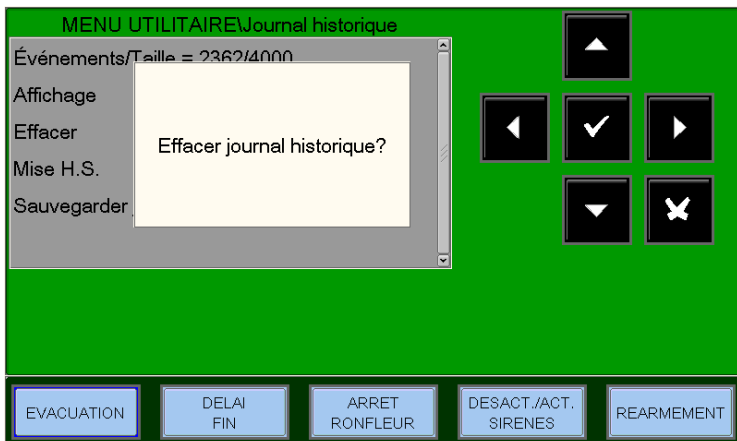 MENU UTILITAIRE\Journal historique
Événements/Taille = 2362/4000
Affichage
Effacer
Mise H.S.
Sauvegarder
Effacer journal historique?
EVACUATION
DELAI
FIN
ARRET
RONFLEUR
DESACT./ACT.
SIRENES
REARMEMENT